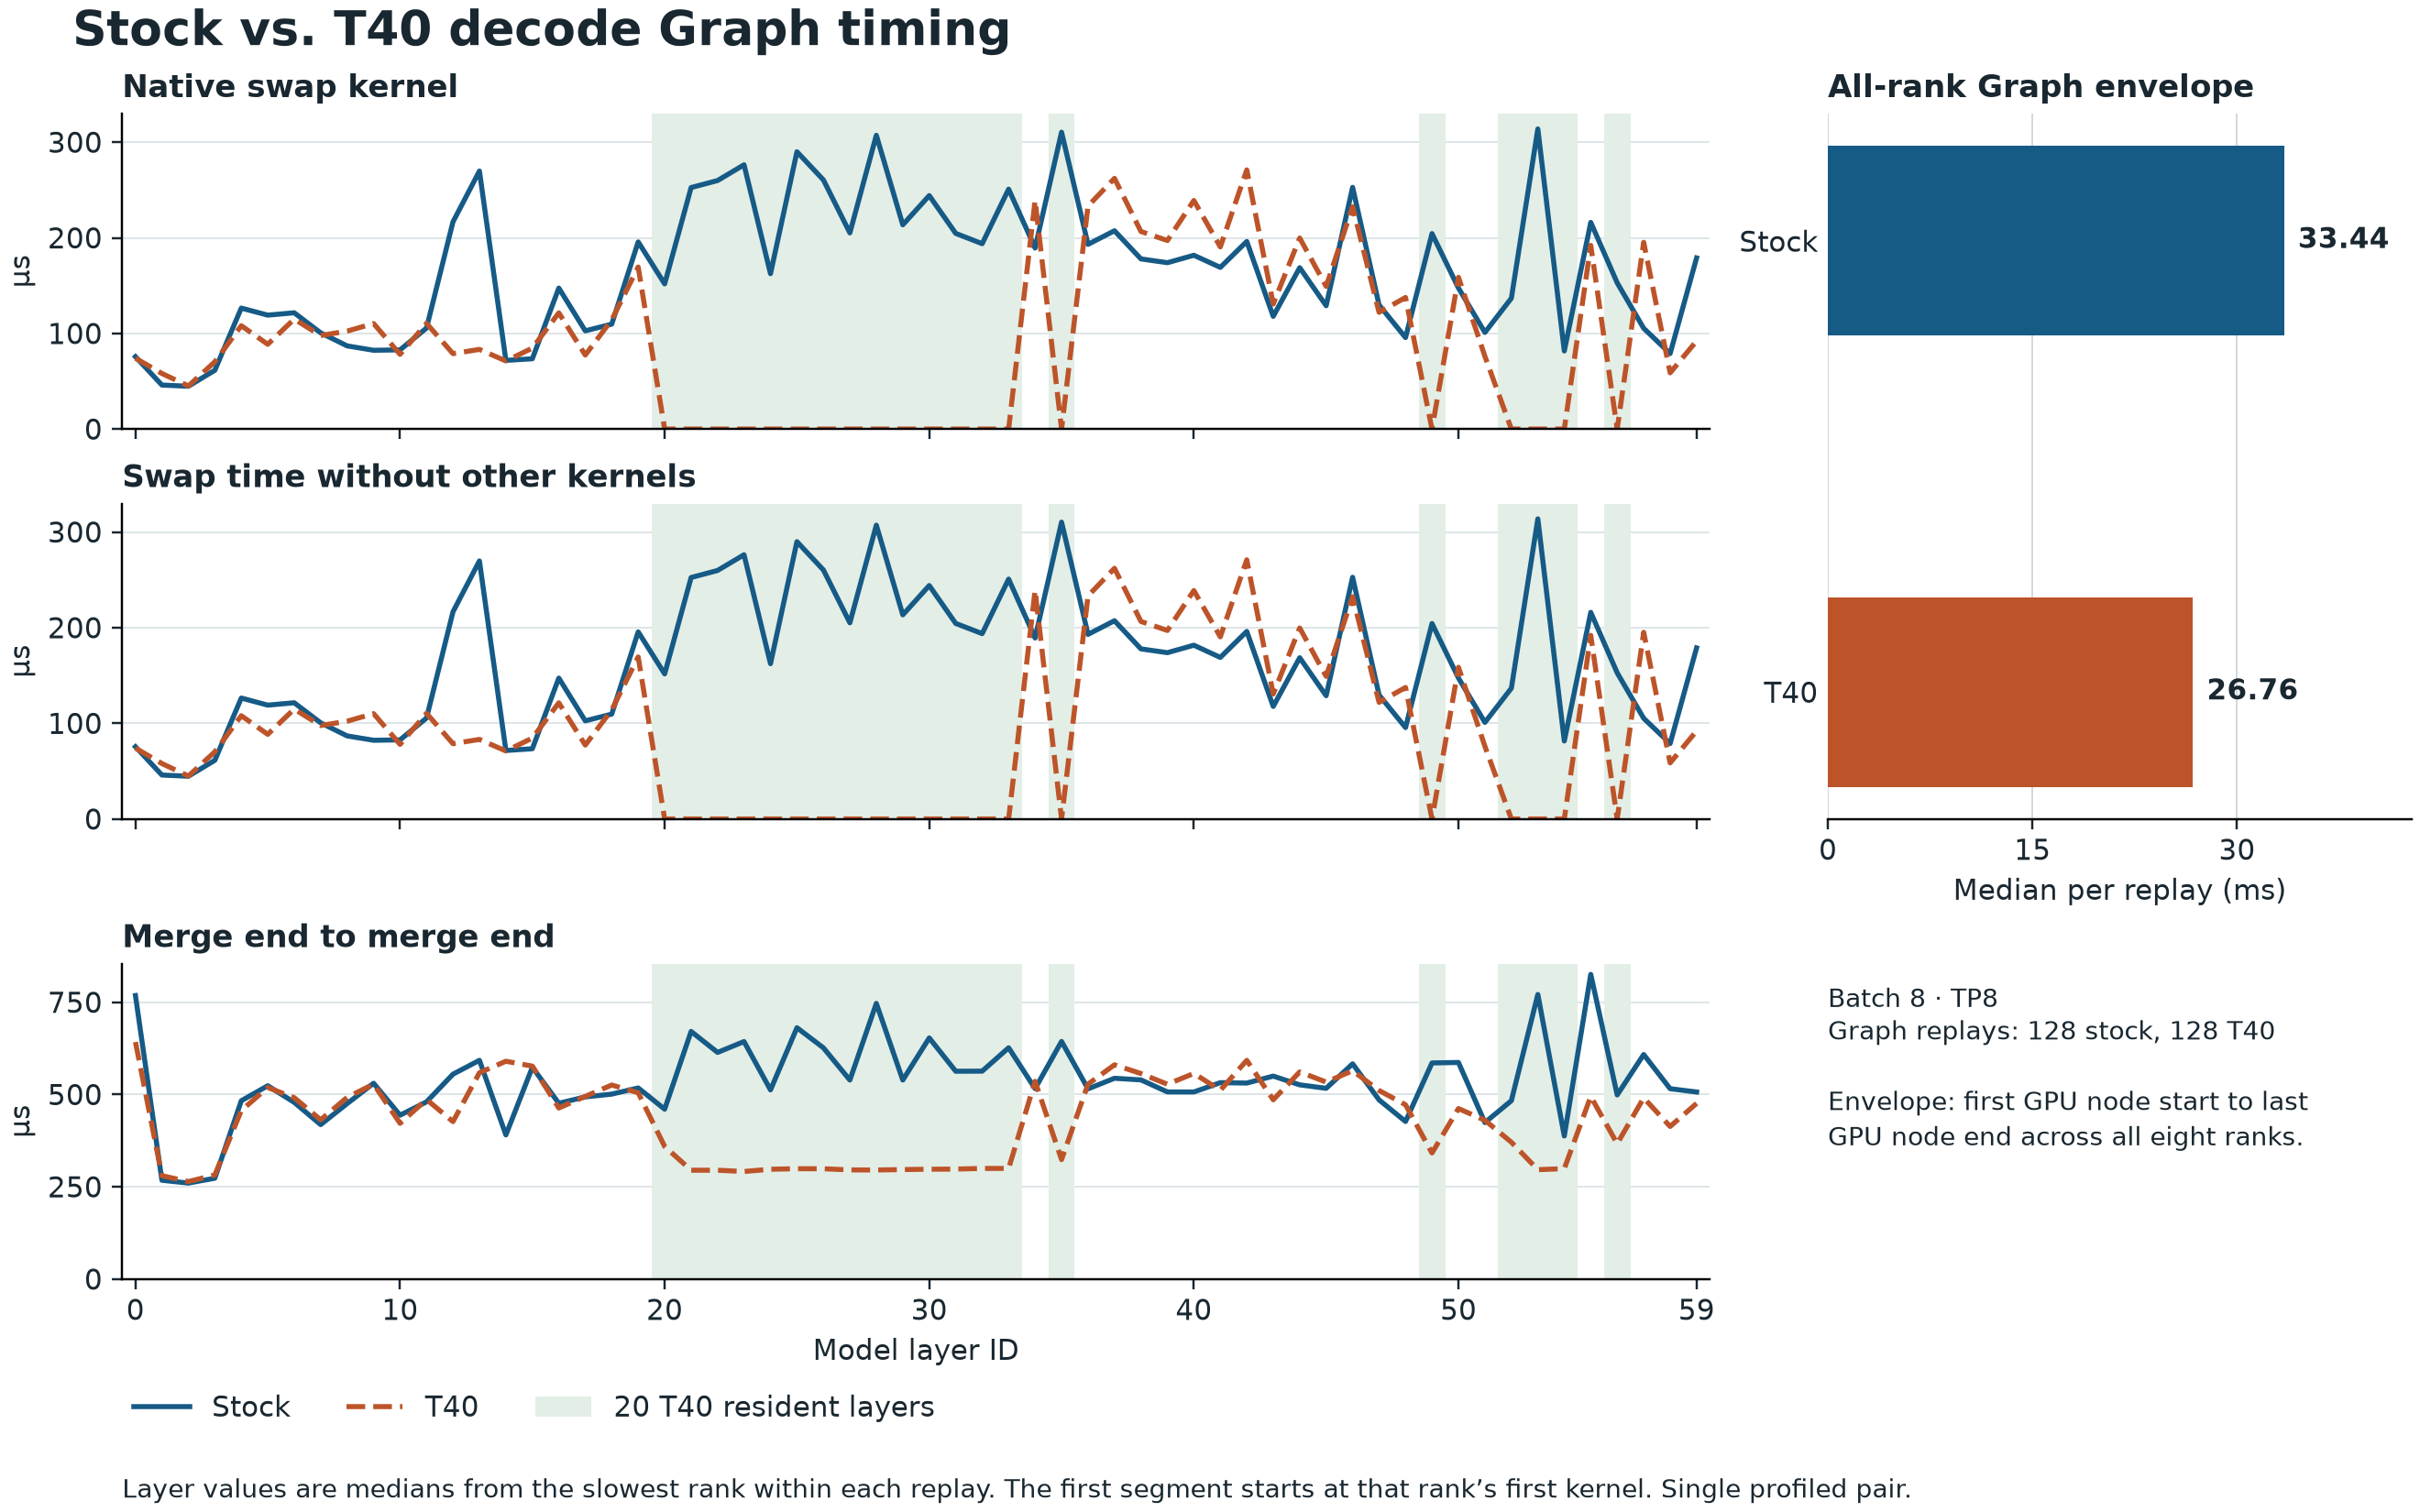 Stock vs. T40 decode Graph timing
Native swap kernel
300
200
100
0
µs
Swap time without other kernels
300
200
100
0
µs
Merge end to merge end
750
500
250
0
µs
0 10 20 30 40 50 59
Model layer ID
Stock T40 20 T40 resident layers
All-rank Graph envelope
Stock 33.44
T40 26.76
0 15 30
Median per replay (ms)
Batch 8 · TP8
Graph replays: 128 stock, 128 T40
Envelope: first GPU node start to last
GPU node end across all eight ranks.
Layer values are medians from the slowest rank within each replay. The first segment starts at that rank’s first kernel. Single profiled pair.